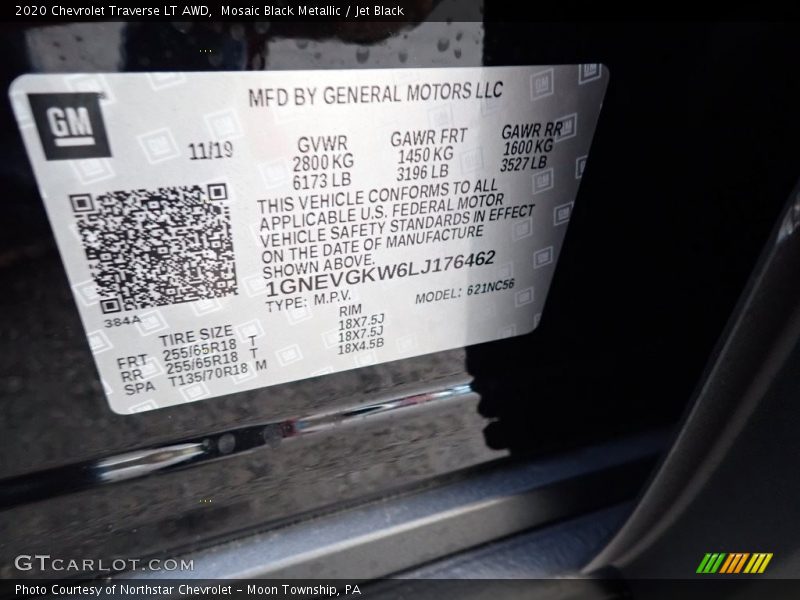 2020 Chevrolet Traverse LT AWD,  Mosaic Black Metallic / Jet Black
GM
MFD BY GENERAL MOTORS LLC
11/19
GVWR GAWR FRT GAWR RR
2800 KG 1450 KG 1600 KG
6173 LB 3196 LB 3527 LB
THIS VEHICLE CONFORMS TO ALL
APPLICABLE U.S. FEDERAL MOTOR
VEHICLE SAFETY STANDARDS IN EFFECT
ON THE DATE OF MANUFACTURE
SHOWN ABOVE.
1GNEVGKW6LJ176462
TYPE: M.P.V. MODEL: 621NC56
384A
TIRE SIZE RIM
FRT 255/65R18 T 18X7.5J
RR 255/65R18 T 18X7.5J
SPA T135/70R18 M 18X4.5B
GTCARLOT.COM
Photo Courtesy of Northstar Chevrolet – Moon Township, PA